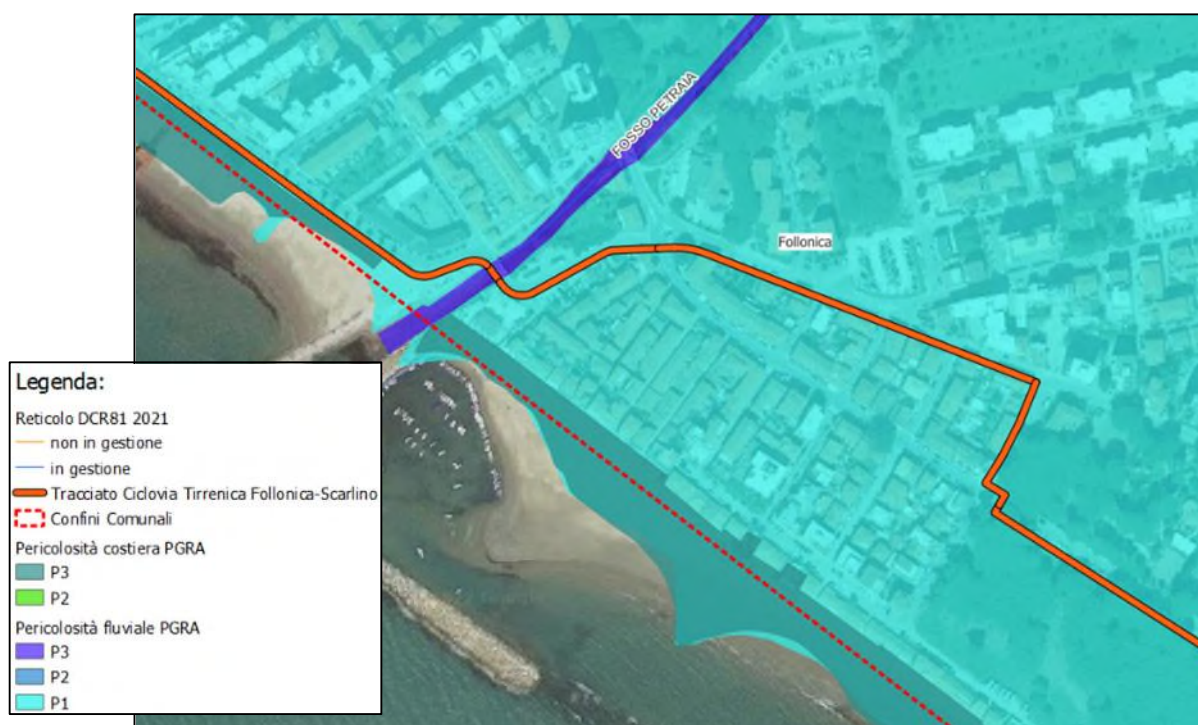 FOSSO PETRAIA
Follonica
Legenda:
Reticolo DCR81 2021
non in gestione
in gestione
Tracciato Ciclovia Tirrenica Follonica-Scarlino
Confini Comunali
Pericolosità costiera PGRA
P3
P2
Pericolosità fluviale PGRA
P3
P2
P1